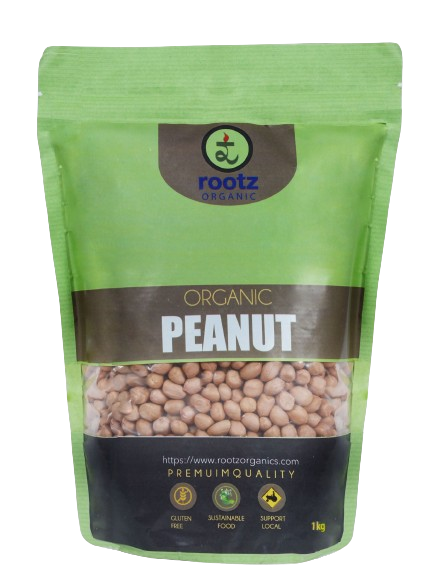 rootz
ORGANIC
ORGANIC
PEANUT
https://www.rootzorganics.com
PREMUIMQUALITY
GLUTEN FREE
SUSTAINABLE FOOD
SUPPORT LOCAL
1kg